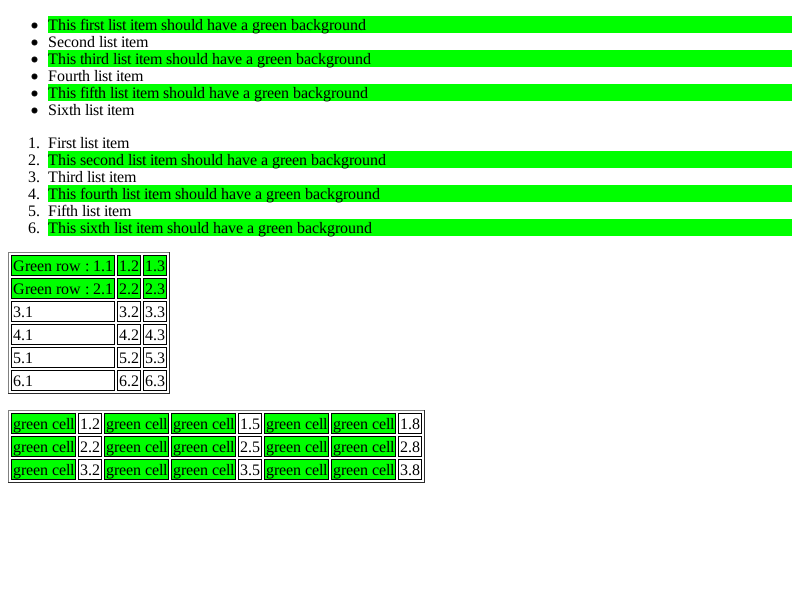 • This first list item should have a green background
• Second list item
• This third list item should have a green background
• Fourth list item
• This fifth list item should have a green background
• Sixth list item
1. First list item
2. This second list item should have a green background
3. Third list item
4. This fourth list item should have a green background
5. Fifth list item
6. This sixth list item should have a green background
Green row : 1.1 1.2 1.3
Green row : 2.1 2.2 2.3
3.1 3.2 3.3
4.1 4.2 4.3
5.1 5.2 5.3
6.1 6.2 6.3
green cell 1.2 green cell green cell 1.5 green cell green cell 1.8
green cell 2.2 green cell green cell 2.5 green cell green cell 2.8
green cell 3.2 green cell green cell 3.5 green cell green cell 3.8